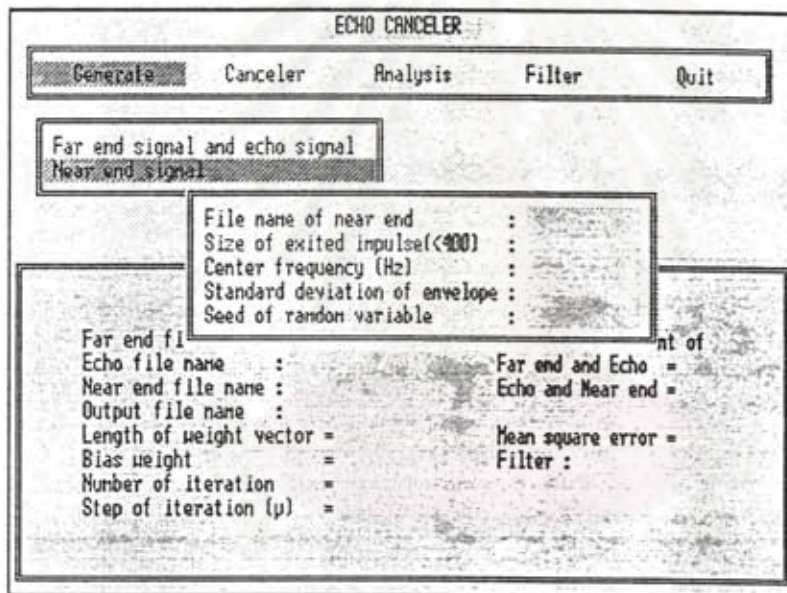 ECHO CANCELER
Generate Canceler Analysis Filter Quit
Far end signal and echo signal
Near end signal
File name of near end :
Size of exited impulse(<400) :
Center frequency (Hz) :
Standard deviation of envelope :
Seed of random variable :
Far end fi nt of
Echo file name : Far end and Echo =
Near end file name : Echo and Near end =
Output file name :
Length of weight vector = Mean square error =
Bias weight = Filter :
Number of iteration =
Step of iteration (µ) =